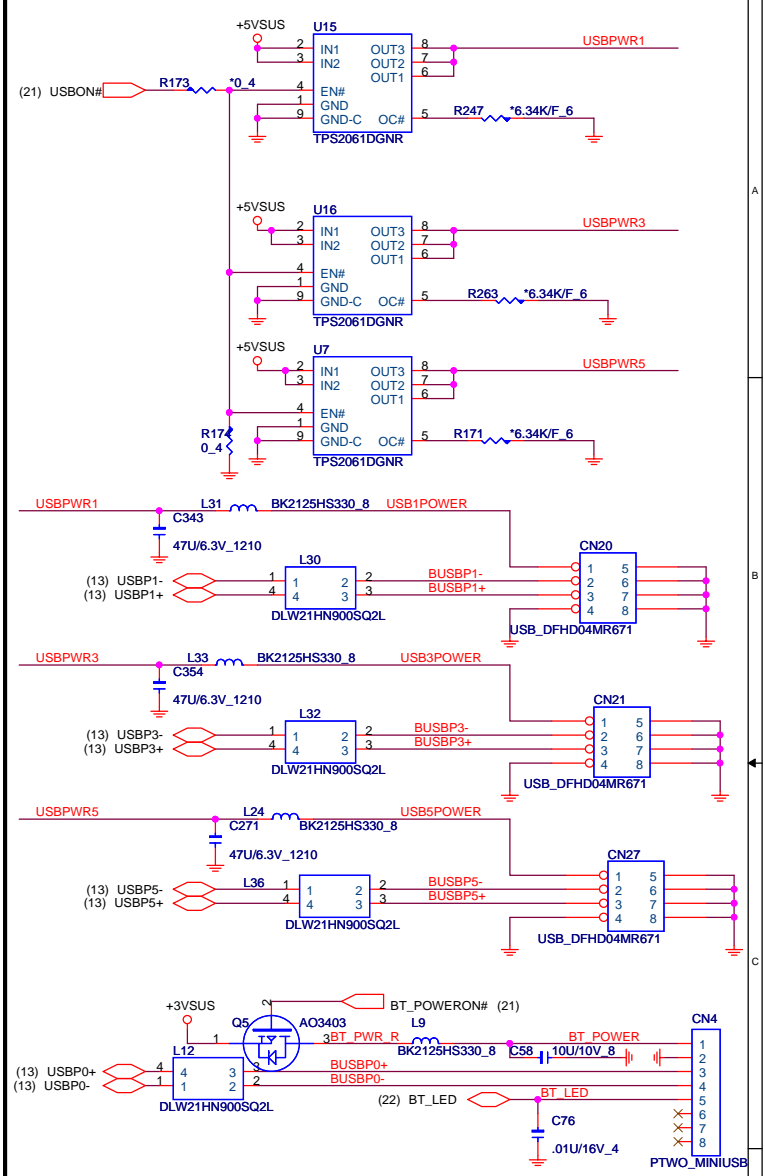 +5VSUS
U15
2 IN1 OUT3 8 USBPWR1
3 IN2 OUT2 7
OUT1 6
(21) USBON# R173 *0_4 4 EN#
1 GND
9 GND-C OC# 5 R247 *6.34K/F_6
TPS2061DGNR
A
+5VSUS
U16
2 IN1 OUT3 8 USBPWR3
3 IN2 OUT2 7
OUT1 6
4 EN#
1 GND
9 GND-C OC# 5 R263 *6.34K/F_6
TPS2061DGNR
+5VSUS
U7
2 IN1 OUT3 8 USBPWR5
3 IN2 OUT2 7
OUT1 6
4 EN#
1 GND
R174
0_4
9 GND-C OC# 5 R171 *6.34K/F_6
TPS2061DGNR
USBPWR1 L31 BK2125HS330_8 USB1POWER
C343
47U/6.3V_1210
CN20
B
L30
(13) USBP1- 1 1 2 2 BUSBP1-
(13) USBP1+ 4 4 3 3 BUSBP1+
DLW21HN900SQ2L
1 5
2 6
3 7
4 8
USB_DFHD04MR671
USBPWR3 L33 BK2125HS330_8 USB3POWER
C354
47U/6.3V_1210
CN21
L32
(13) USBP3- 1 1 2 2 BUSBP3-
(13) USBP3+ 4 4 3 3 BUSBP3+
DLW21HN900SQ2L
1 5
2 6
3 7
4 8
USB_DFHD04MR671
USBPWR5 L24 BK2125HS330_8 USB5POWER
C271
47U/6.3V_1210
CN27
L36
(13) USBP5- 1 1 2 2 BUSBP5-
(13) USBP5+ 4 4 3 3 BUSBP5+
DLW21HN900SQ2L
1 5
2 6
3 7
4 8
USB_DFHD04MR671
C
+3VSUS
2 BT_POWERON# (21)
Q5 AO3403
1 3 BT_PWR_R L9 BT_POWER
BK2125HS330_8 C58 10U/10V_8
CN4
L12
(13) USBP0+ 4 4 3 3 BUSBP0+
(13) USBP0- 1 1 2 2 BUSBP0-
DLW21HN900SQ2L
(22) BT_LED BT_LED
C76
.01U/16V_4
1
2
3
4
5
6
7
8
PTWO_MINIUSB